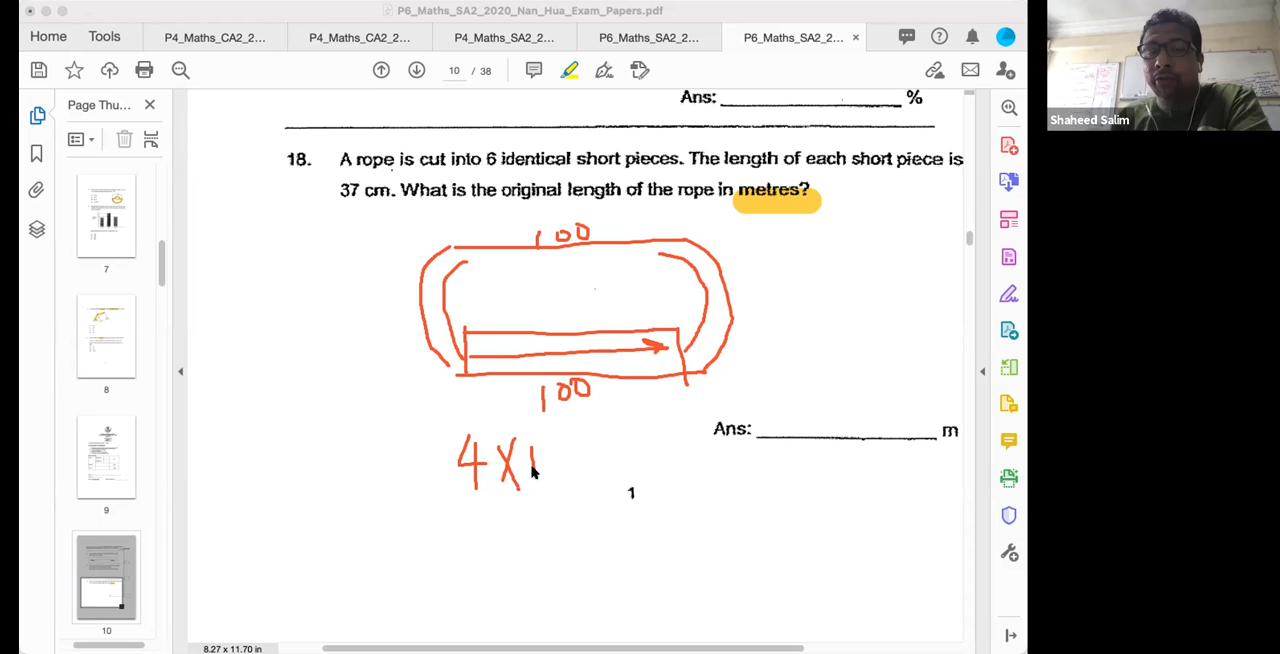 P6_Maths_SA2_2020_Nan_Hua_Exam_Papers.pdf
Home Tools P4_Maths_CA2_2... P4_Maths_CA2_2... P4_Maths_SA2_2... P6_Maths_SA2_2... P6_Maths_SA2_2... ×
10 / 38
Page Thu...
7
8
9
10
Ans: ____________ %
18. A rope is cut into 6 identical short pieces. The length of each short piece is
37 cm. What is the original length of the rope in metres?
100
100
Ans: ____________ m
4 X 1
1
8.27 x 11.70 in
Shaheed Salim